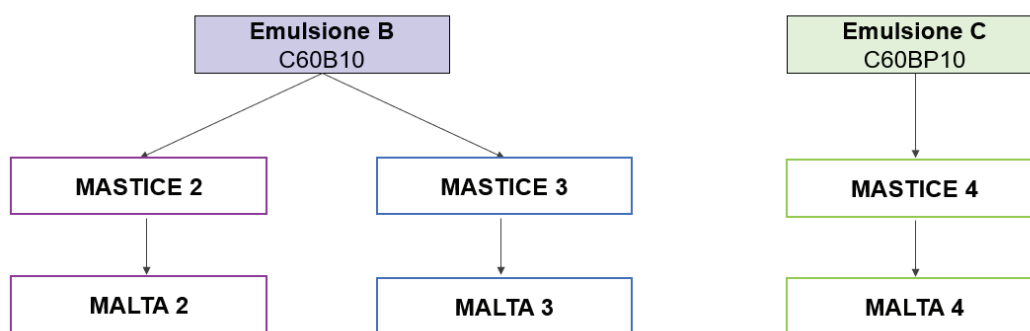 Emulsione B
C60B10
Emulsione C
C60BP10
MASTICE 2
MASTICE 3
MASTICE 4
MALTA 2
MALTA 3
MALTA 4